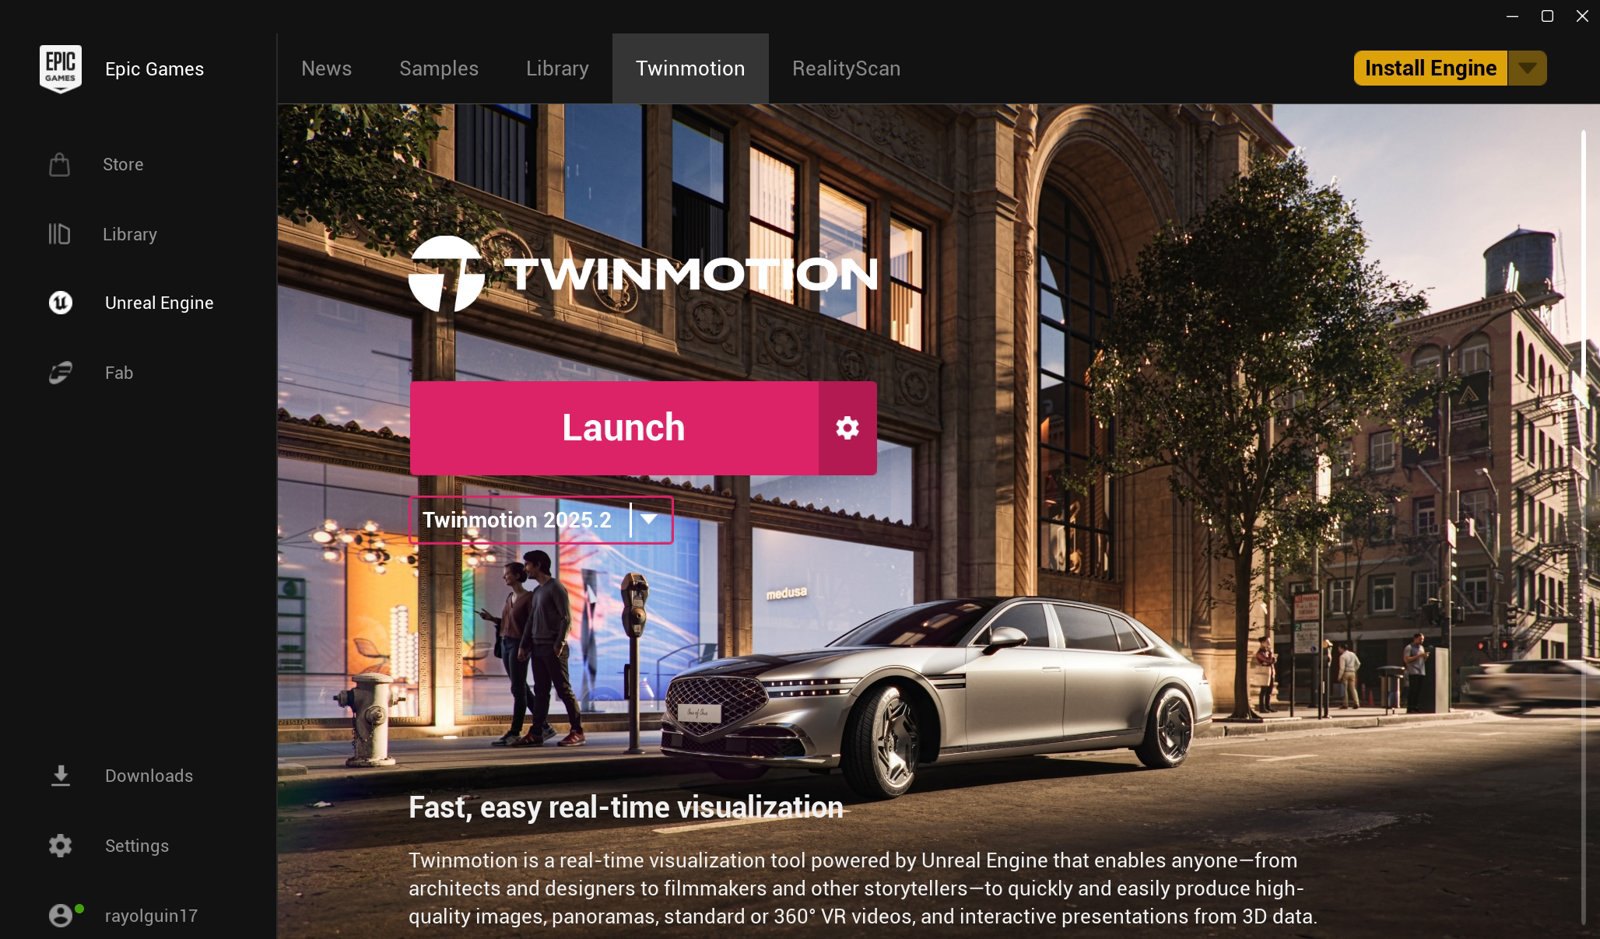 EPIC
GAMES
Epic Games
Store
Library
Unreal Engine
Fab
Downloads
Settings
rayolguin17
News
Samples
Library
Twinmotion
RealityScan
Install Engine
TWINMOTION
Launch
Twinmotion 2025.2
medusa
One of One
Fast, easy real-time visualization
Twinmotion is a real-time visualization tool powered by Unreal Engine that enables anyone—from
architects and designers to filmmakers and other storytellers—to quickly and easily produce high-
quality images, panoramas, standard or 360° VR videos, and interactive presentations from 3D data.